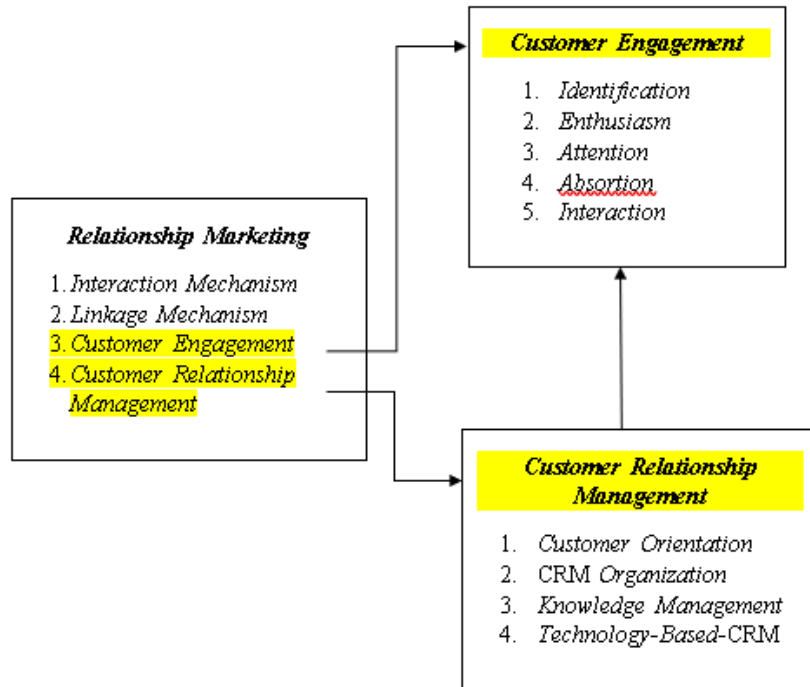 Customer Engagement
1. Identification
2. Enthusiasm
3. Attention
4. Absortion
5. Interaction
Relationship Marketing
1. Interaction Mechanism
2. Linkage Mechanism
3. Customer Engagement
4. Customer Relationship
Management
Customer Relationship
Management
1. Customer Orientation
2. CRM Organization
3. Knowledge Management
4. Technology-Based-CRM